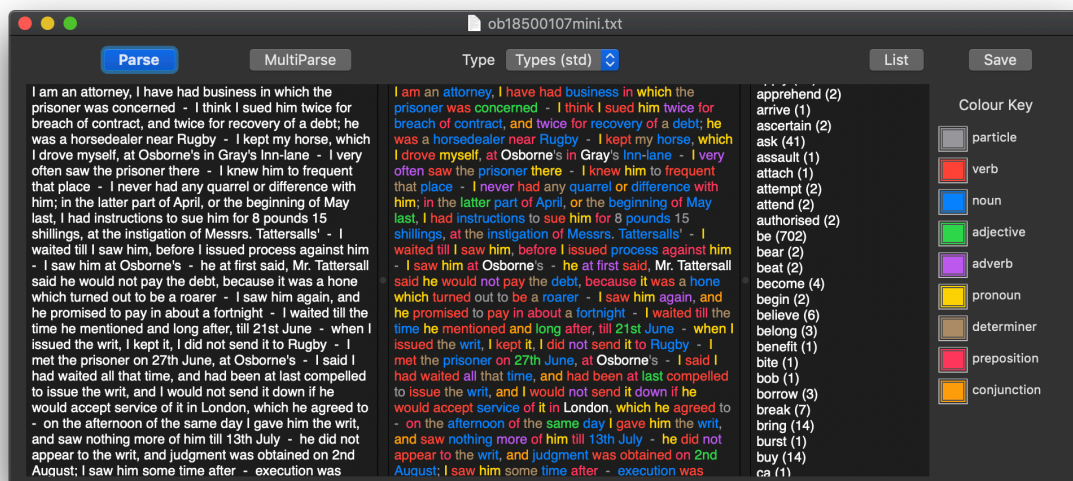 ob18500107mini.txt
Parse
MultiParse
Type
Types (std)
List
Save
I am an attorney, I have had business in which the
prisoner was concerned - I think I sued him twice for
breach of contract, and twice for recovery of a debt; he
was a horsedealer near Rugby - I kept my horse, which
I drove myself, at Osborne's in Gray's Inn-lane - I very
often saw the prisoner there - I knew him to frequent
that place - I never had any quarrel or difference with
him; in the latter part of April, or the beginning of May
last, I had instructions to sue him for 8 pounds 15
shillings, at the instigation of Messrs. Tattersalls' - I
waited till I saw him, before I issued process against him
- I saw him at Osborne's - he at first said, Mr. Tattersall
said he would not pay the debt, because it was a hone
which turned out to be a roarer - I saw him again, and
he promised to pay in about a fortnight - I waited till the
time he mentioned and long after, till 21st June - when I
issued the writ, I kept it, I did not send it to Rugby - I
met the prisoner on 27th June, at Osborne's - I said I
had waited all that time, and had been at last compelled
to issue the writ, and I would not send it down if he
would accept service of it in London, which he agreed to
- on the afternoon of the same day I gave him the writ,
and saw nothing more of him till 13th July - he did not
appear to the writ, and judgment was obtained on 2nd
August; I saw him some time after - execution was
I am an attorney, I have had business in which the
prisoner was concerned - I think I sued him twice for
breach of contract, and twice for recovery of a debt; he
was a horsedealer near Rugby - I kept my horse, which
I drove myself, at Osborne's in Gray's Inn-lane - I very
often saw the prisoner there - I knew him to frequent
that place - I never had any quarrel or difference with
him; in the latter part of April, or the beginning of May
last, I had instructions to sue him for 8 pounds 15
shillings, at the instigation of Messrs. Tattersalls' - I
waited till I saw him, before I issued process against him
- I saw him at Osborne's - he at first said, Mr. Tattersall
said he would not pay the debt, because it was a hone
which turned out to be a roarer - I saw him again, and
he promised to pay in about a fortnight - I waited till the
time he mentioned and long after, till 21st June - when I
issued the writ, I kept it, I did not send it to Rugby - I
met the prisoner on 27th June, at Osborne's - I said I
had waited all that time, and had been at last compelled
to issue the writ, and I would not send it down if he
would accept service of it in London, which he agreed to
- on the afternoon of the same day I gave him the writ,
and saw nothing more of him till 13th July - he did not
appear to the writ, and judgment was obtained on 2nd
August; I saw him some time after - execution was
apprehend (2)
arrive (1)
ascertain (2)
ask (41)
assault (1)
attach (1)
attempt (2)
attend (2)
authorised (2)
be (702)
bear (2)
beat (2)
become (4)
begin (2)
believe (6)
belong (3)
benefit (1)
bite (1)
bob (1)
borrow (3)
break (7)
bring (14)
burst (1)
buy (14)
ca (1)
Colour Key
particle
verb
noun
adjective
adverb
pronoun
determiner
preposition
conjunction